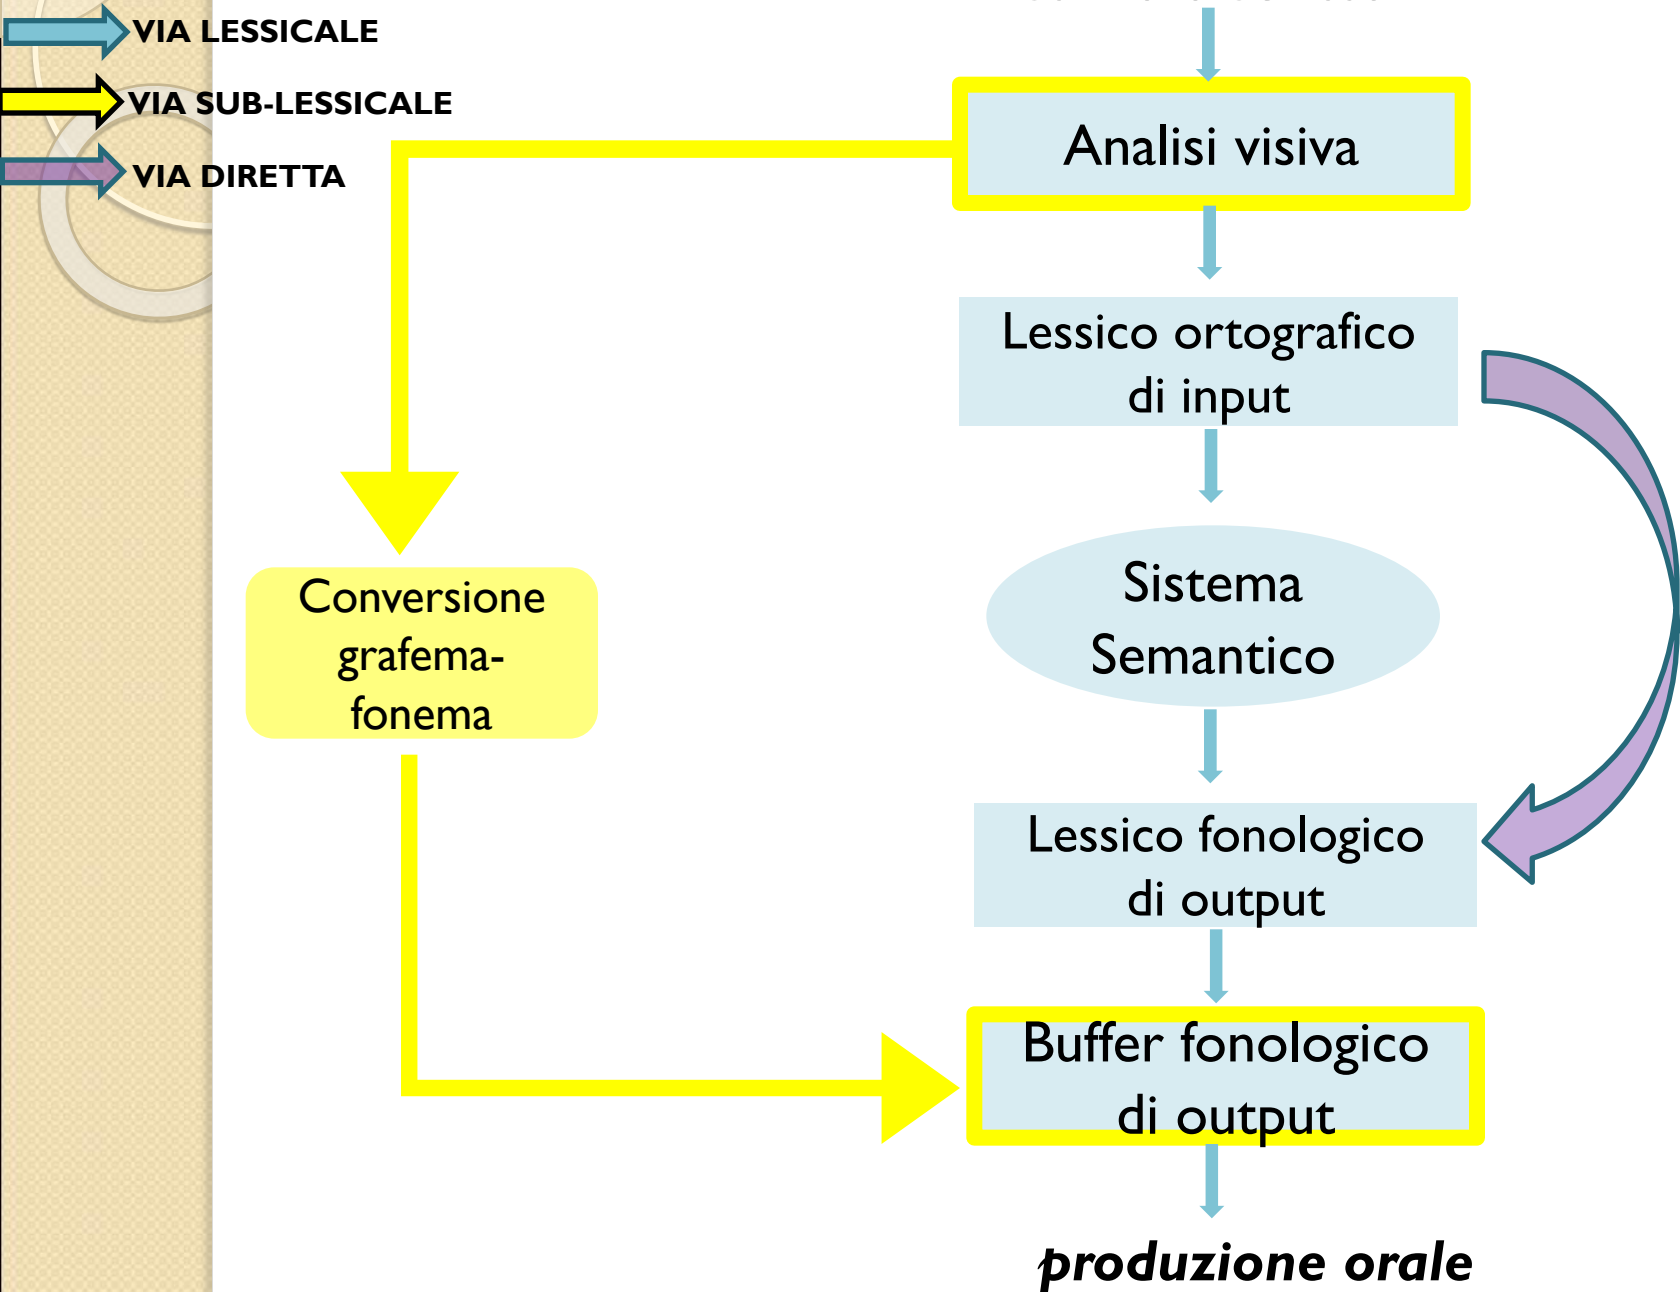 VIA LESSICALE
VIA SUB-LESSICALE
VIA DIRETTA
Analisi visiva
Lessico ortografico
di input
Sistema
Semantico
Conversione
grafema-
fonema
Lessico fonologico
di output
Buffer fonologico
di output
produzione orale